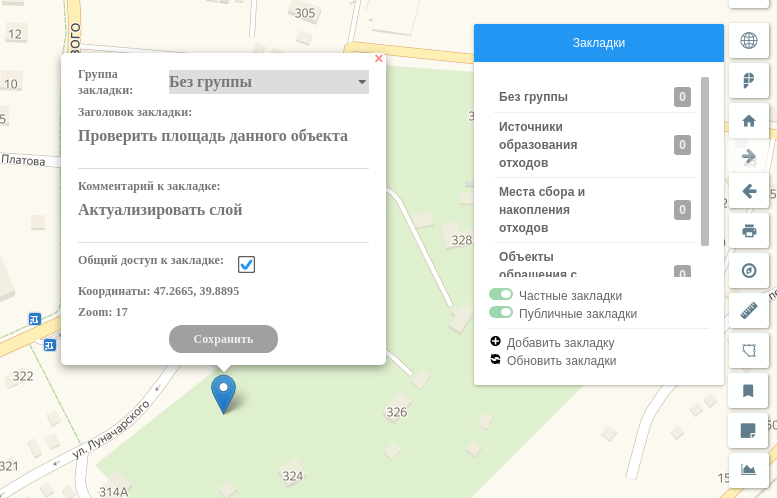 12
10
5
Платова
322
321
314А
ул. Луначарского
324
326
328
305
3
ВОГО
Группа
закладки:
Без группы
Заголовок закладки:
Проверить площадь данного объекта
Комментарий к закладке:
Актуализировать слой
Общий доступ к закладке:
Координаты: 47.2665, 39.8895
Zoom: 17
Сохранить
Закладки
Без группы 0
Источники
образования 0
отходов
Места сбора и
накопления 0
отходов
Объекты
обращения с 0
Частные закладки
Публичные закладки
Добавить закладку
Обновить закладки